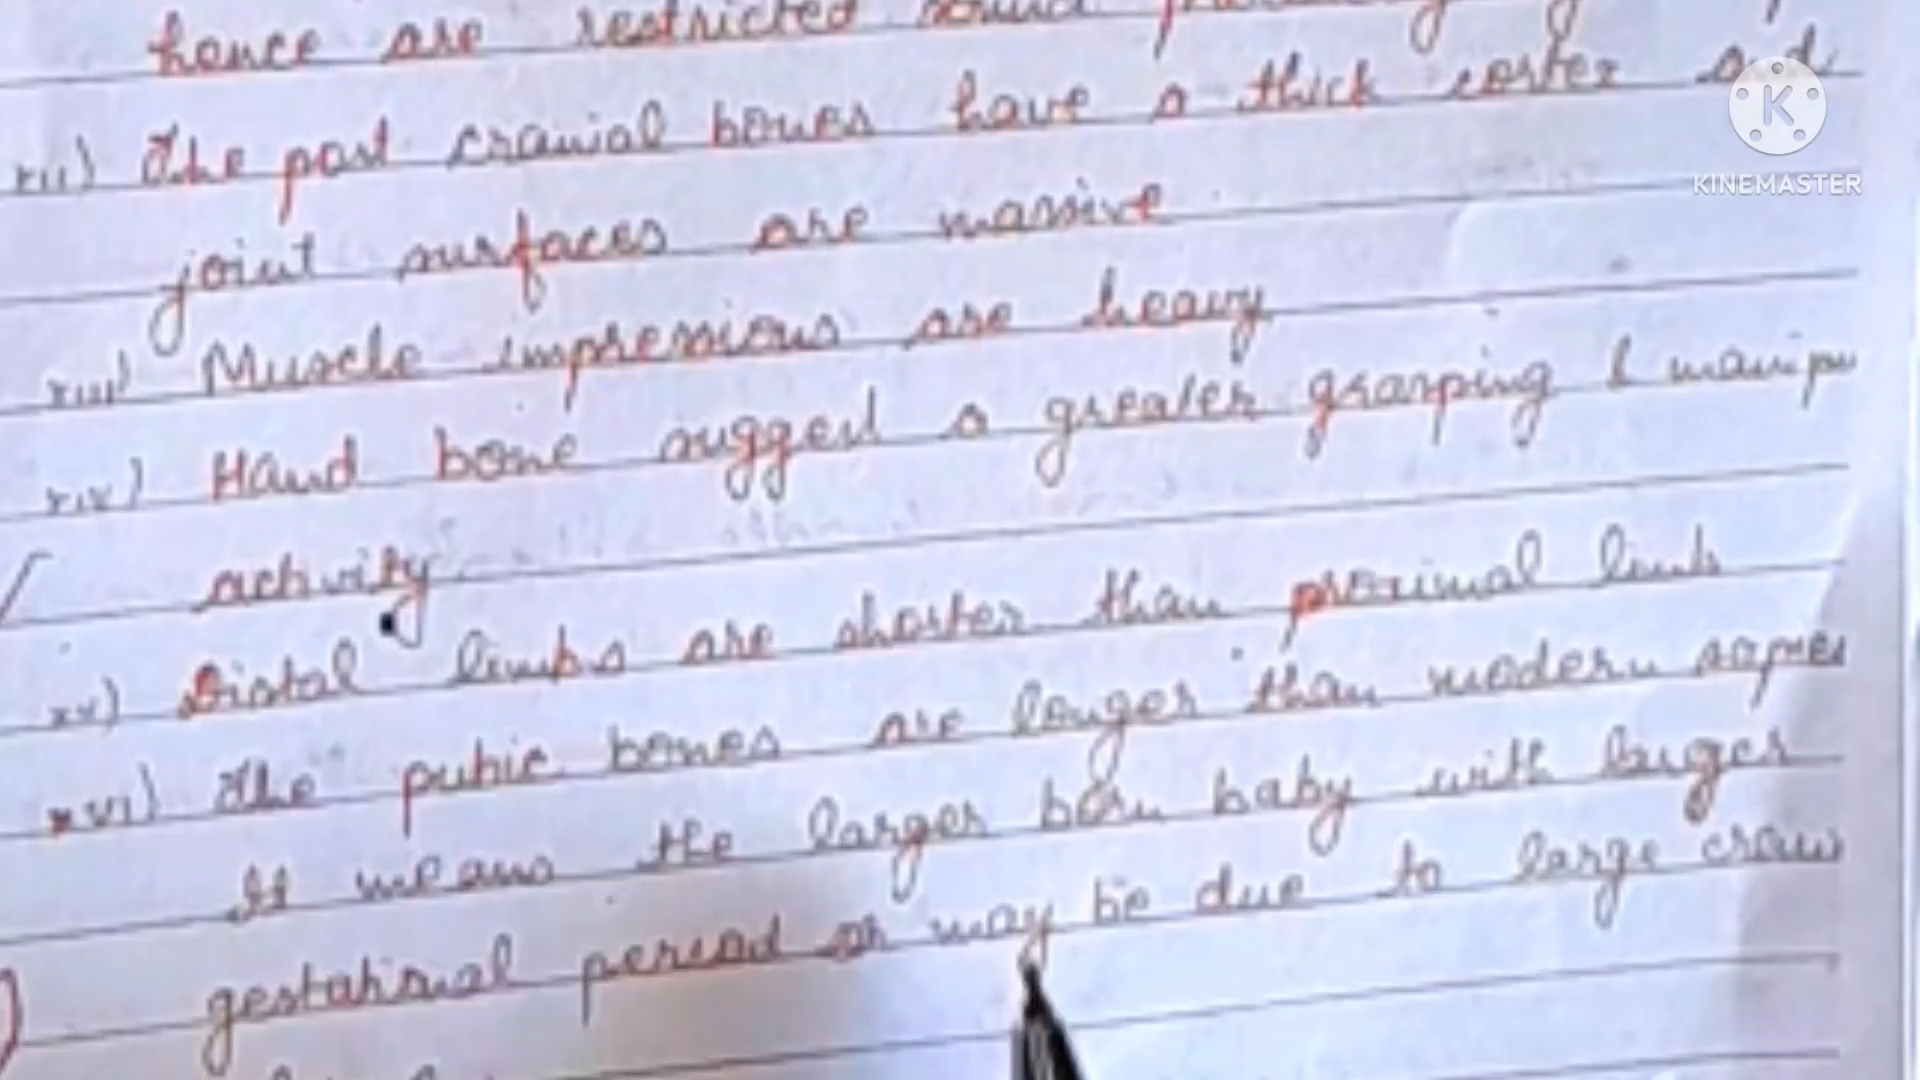 hence are restricted sound
xii) The post cranial bones have a thick cortex and
joint surfaces are massive
xiii) Muscle impressions are heavy
xiv) Hand bone suggest a greater grasping & manipu
activity
xv) Distal limbs are shorter than proximal limb
xvi) The pubic bones are longer than modern sapies
It means the larger born baby with larger
gestational period or may be due to large crani
KINEMASTER